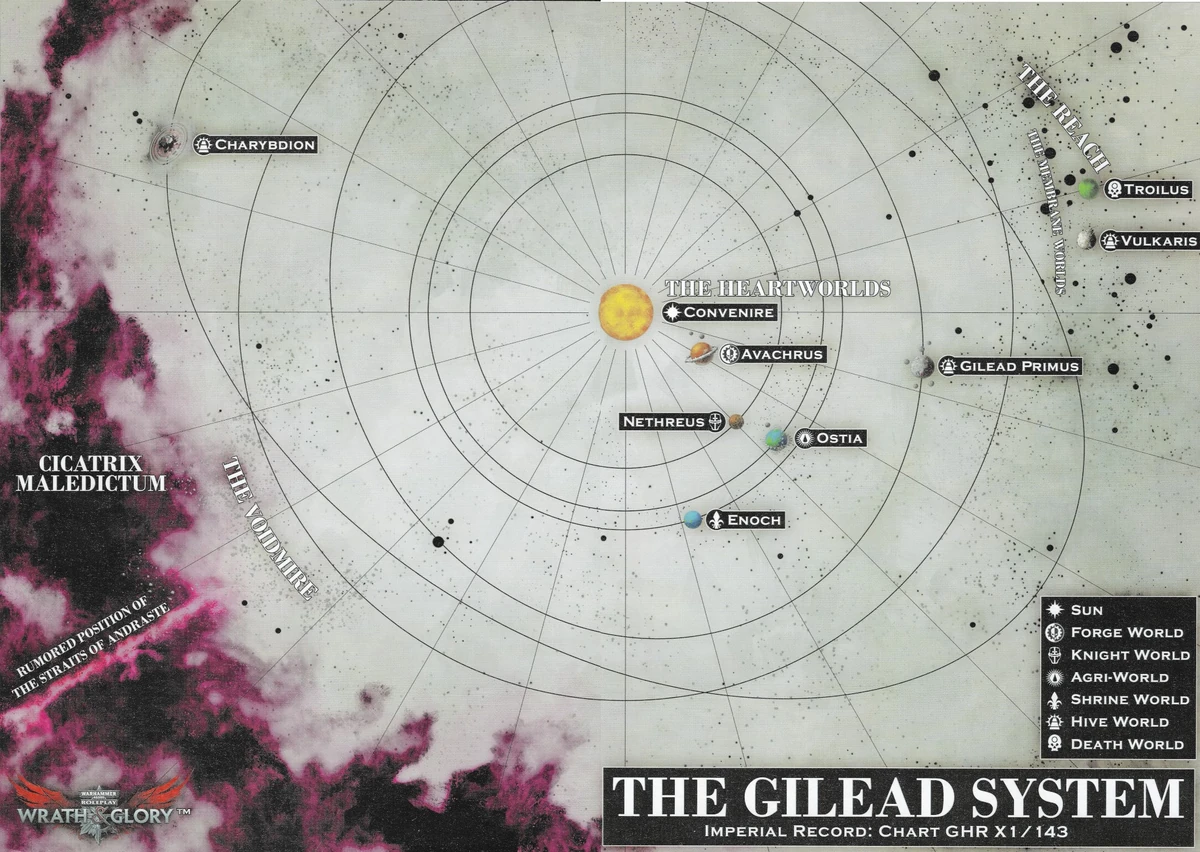 THE REACH
THE MEMBRANE WORLDS
CHARYBDION
TROILUS
VULKARIS
THE HEARTWORLDS
CONVENIRE
AVACHRUS
GILEAD PRIMUS
NETHREUS
OSTIA
ENOCH
CICATRIX
MALEDICTUM
THE VOIDMIRE
RUMORED POSITION OF
THE STRAITS OF ANDRASTE
SUN
FORGE WORLD
KNIGHT WORLD
AGRI-WORLD
SHRINE WORLD
HIVE WORLD
DEATH WORLD
THE GILEAD SYSTEM
IMPERIAL RECORD: CHART GHR X1/143
WARHAMMER
ROLEPLAY
WRATH & GLORY™